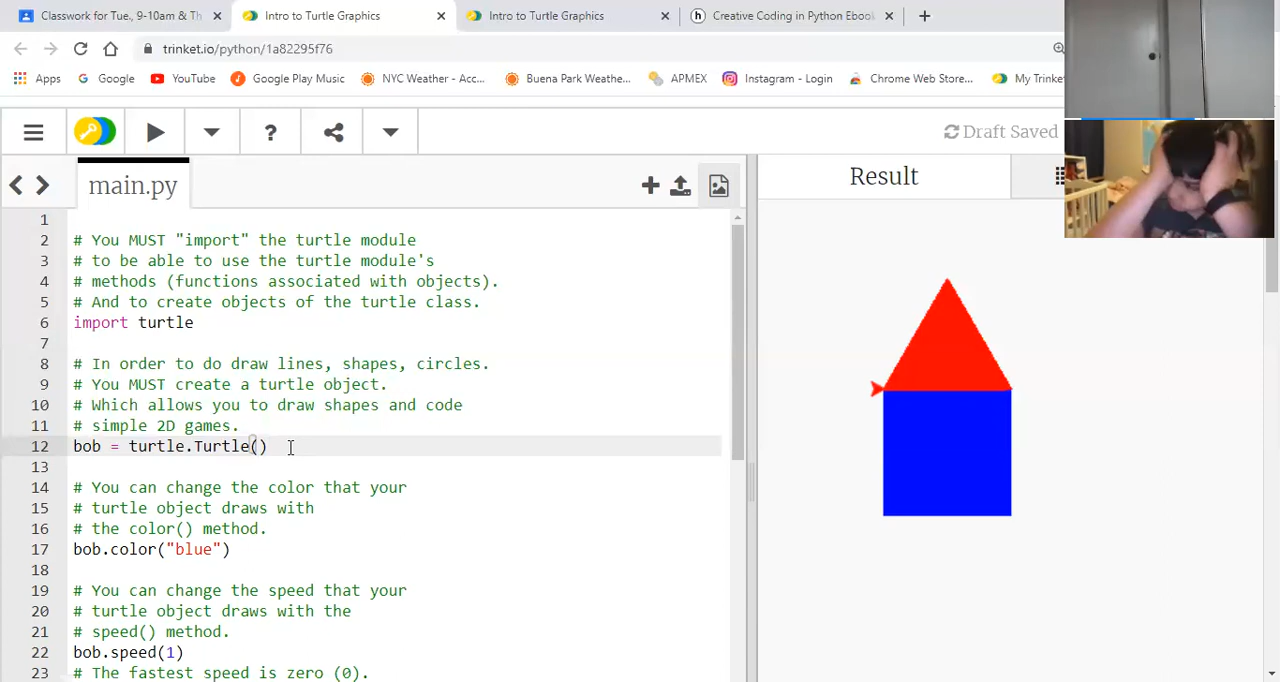 Classwork for Tue., 9-10am & Th
Intro to Turtle Graphics
Intro to Turtle Graphics
Creative Coding in Python Ebook
trinket.io/python/1a82295f76
Apps
Google
YouTube
Google Play Music
NYC Weather - Acc...
Buena Park Weathe...
APMEX
Instagram - Login
Chrome Web Store...
My Trinket
Draft Saved
main.py
Result
1
2 # You MUST "import" the turtle module
3 # to be able to use the turtle module's
4 # methods (functions associated with objects).
5 # And to create objects of the turtle class.
6 import turtle
7
8 # In order to do draw lines, shapes, circles.
9 # You MUST create a turtle object.
10 # Which allows you to draw shapes and code
11 # simple 2D games.
12 bob = turtle.Turtle()
13
14 # You can change the color that your
15 # turtle object draws with
16 # the color() method.
17 bob.color("blue")
18
19 # You can change the speed that your
20 # turtle object draws with the
21 # speed() method.
22 bob.speed(1)
23 # The fastest speed is zero (0).